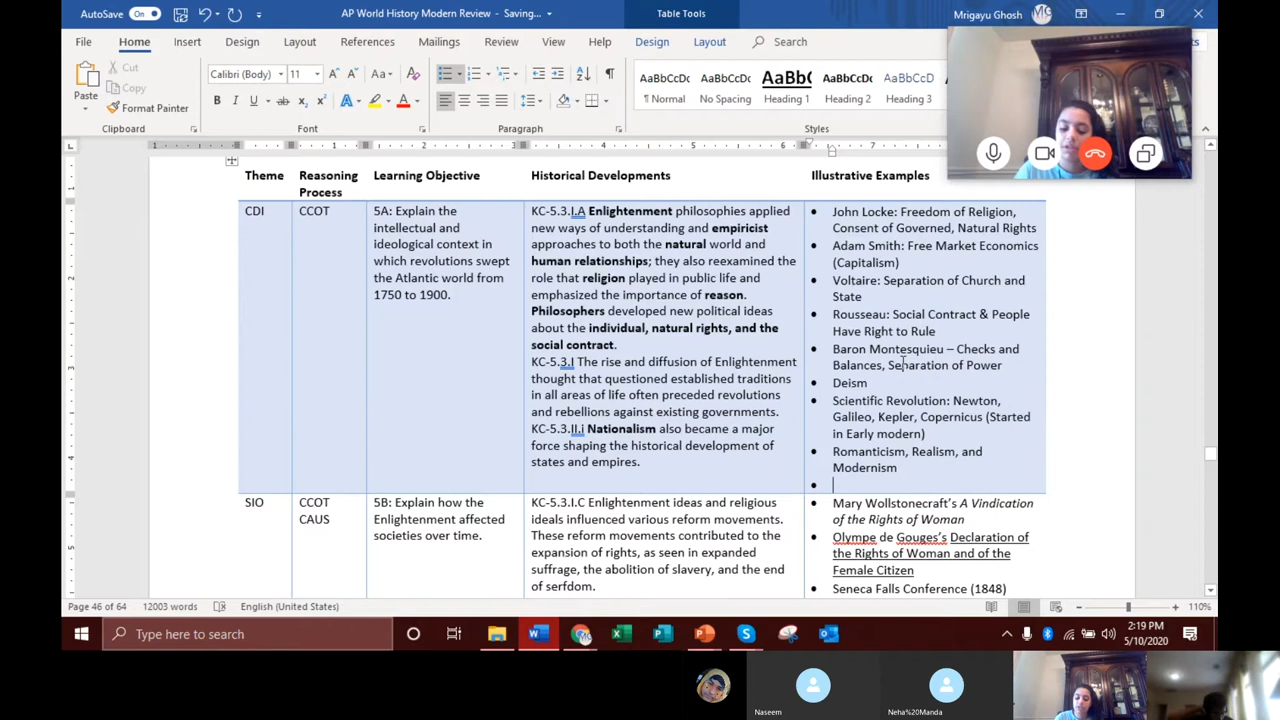 AutoSave On AP World History Modern Review - Saving... Table Tools Mrigayu Ghosh MG
File Home Insert Design Layout References Mailings Review View Help Design Layout Search
Paste Cut Copy Format Painter
Calibri (Body) 11
AaBbCcDc AaBbCcDc AaBbC AaBbCcDc AaBbCcD
¶ Normal No Spacing Heading 1 Heading 2 Heading 3
Clipboard Font Paragraph Styles
1 1 2 3 6 7
Theme
Reasoning
Process
Learning Objective
Historical Developments
Illustrative Examples
CDI
CCOT
5A: Explain the
intellectual and
ideological context in
which revolutions swept
the Atlantic world from
1750 to 1900.
KC-5.3.I.A Enlightenment philosophies applied
new ways of understanding and empiricist
approaches to both the natural world and
human relationships; they also reexamined the
role that religion played in public life and
emphasized the importance of reason.
Philosophers developed new political ideas
about the individual, natural rights, and the
social contract.
KC-5.3.I The rise and diffusion of Enlightenment
thought that questioned established traditions
in all areas of life often preceded revolutions
and rebellions against existing governments.
KC-5.3.II.i Nationalism also became a major
force shaping the historical development of
states and empires.
• John Locke: Freedom of Religion,
Consent of Governed, Natural Rights
• Adam Smith: Free Market Economics
(Capitalism)
• Voltaire: Separation of Church and
State
• Rousseau: Social Contract & People
Have Right to Rule
• Baron Montesquieu – Checks and
Balances, Separation of Power
• Deism
• Scientific Revolution: Newton,
Galileo, Kepler, Copernicus (Started
in Early modern)
• Romanticism, Realism, and
Modernism
•
SIO
CCOT
CAUS
5B: Explain how the
Enlightenment affected
societies over time.
KC-5.3.I.C Enlightenment ideas and religious
ideals influenced various reform movements.
These reform movements contributed to the
expansion of rights, as seen in expanded
suffrage, the abolition of slavery, and the end
of serfdom.
• Mary Wollstonecraft's A Vindication
of the Rights of Woman
• Olympe de Gouges's Declaration of
the Rights of Woman and of the
Female Citizen
• Seneca Falls Conference (1848)
Page 46 of 64 12003 words English (United States) 110%
Type here to search
2:19 PM
5/10/2020
Naseem
Neha%20Manda